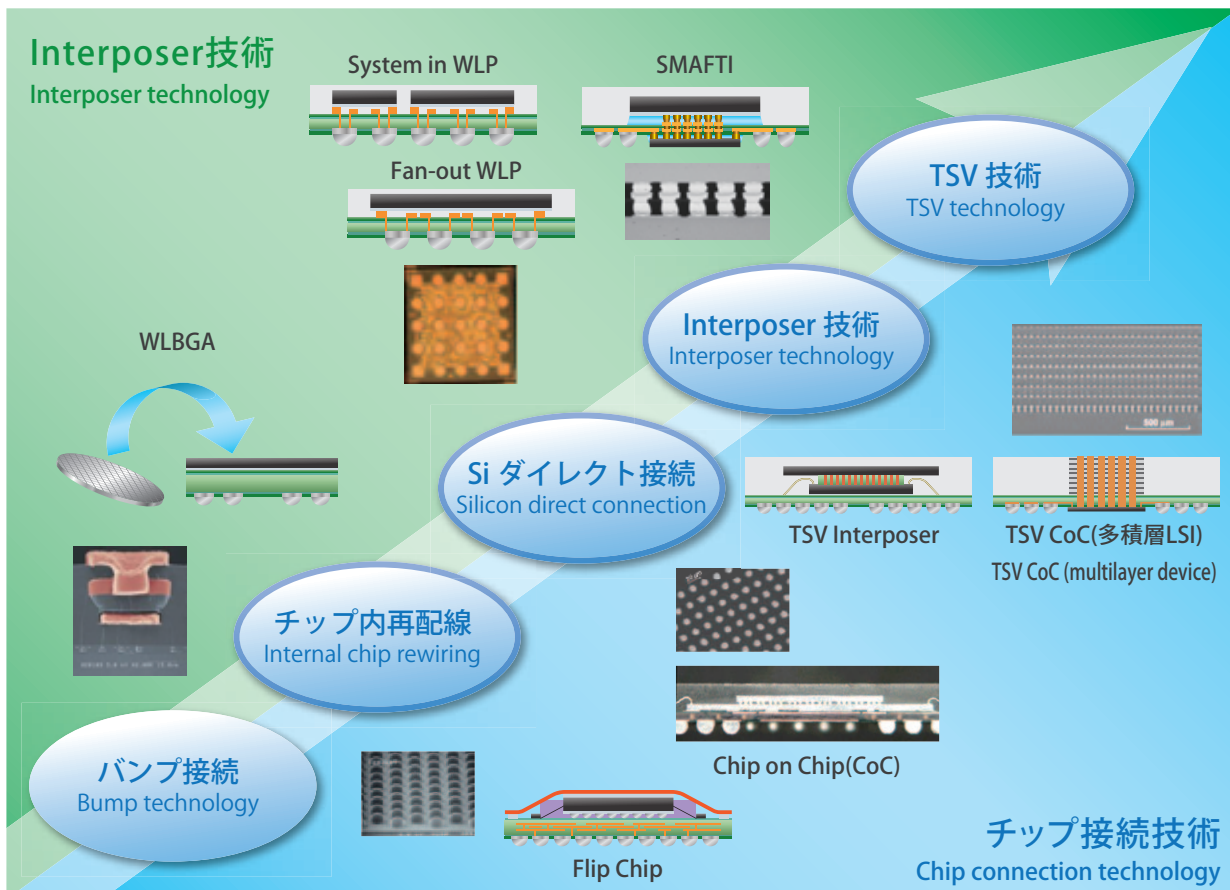 Interposer技術
Interposer technology
System in WLP
SMAFTI
Fan-out WLP
TSV 技術
TSV technology
Interposer 技術
Interposer technology
WLBGA
500 μm
Si ダイレクト接続
Silicon direct connection
TSV Interposer
TSV CoC(多積層LSI)
TSV CoC (multilayer device)
チップ内再配線
Internal chip rewiring
Chip on Chip(CoC)
バンプ接続
Bump technology
Flip Chip
チップ接続技術
Chip connection technology